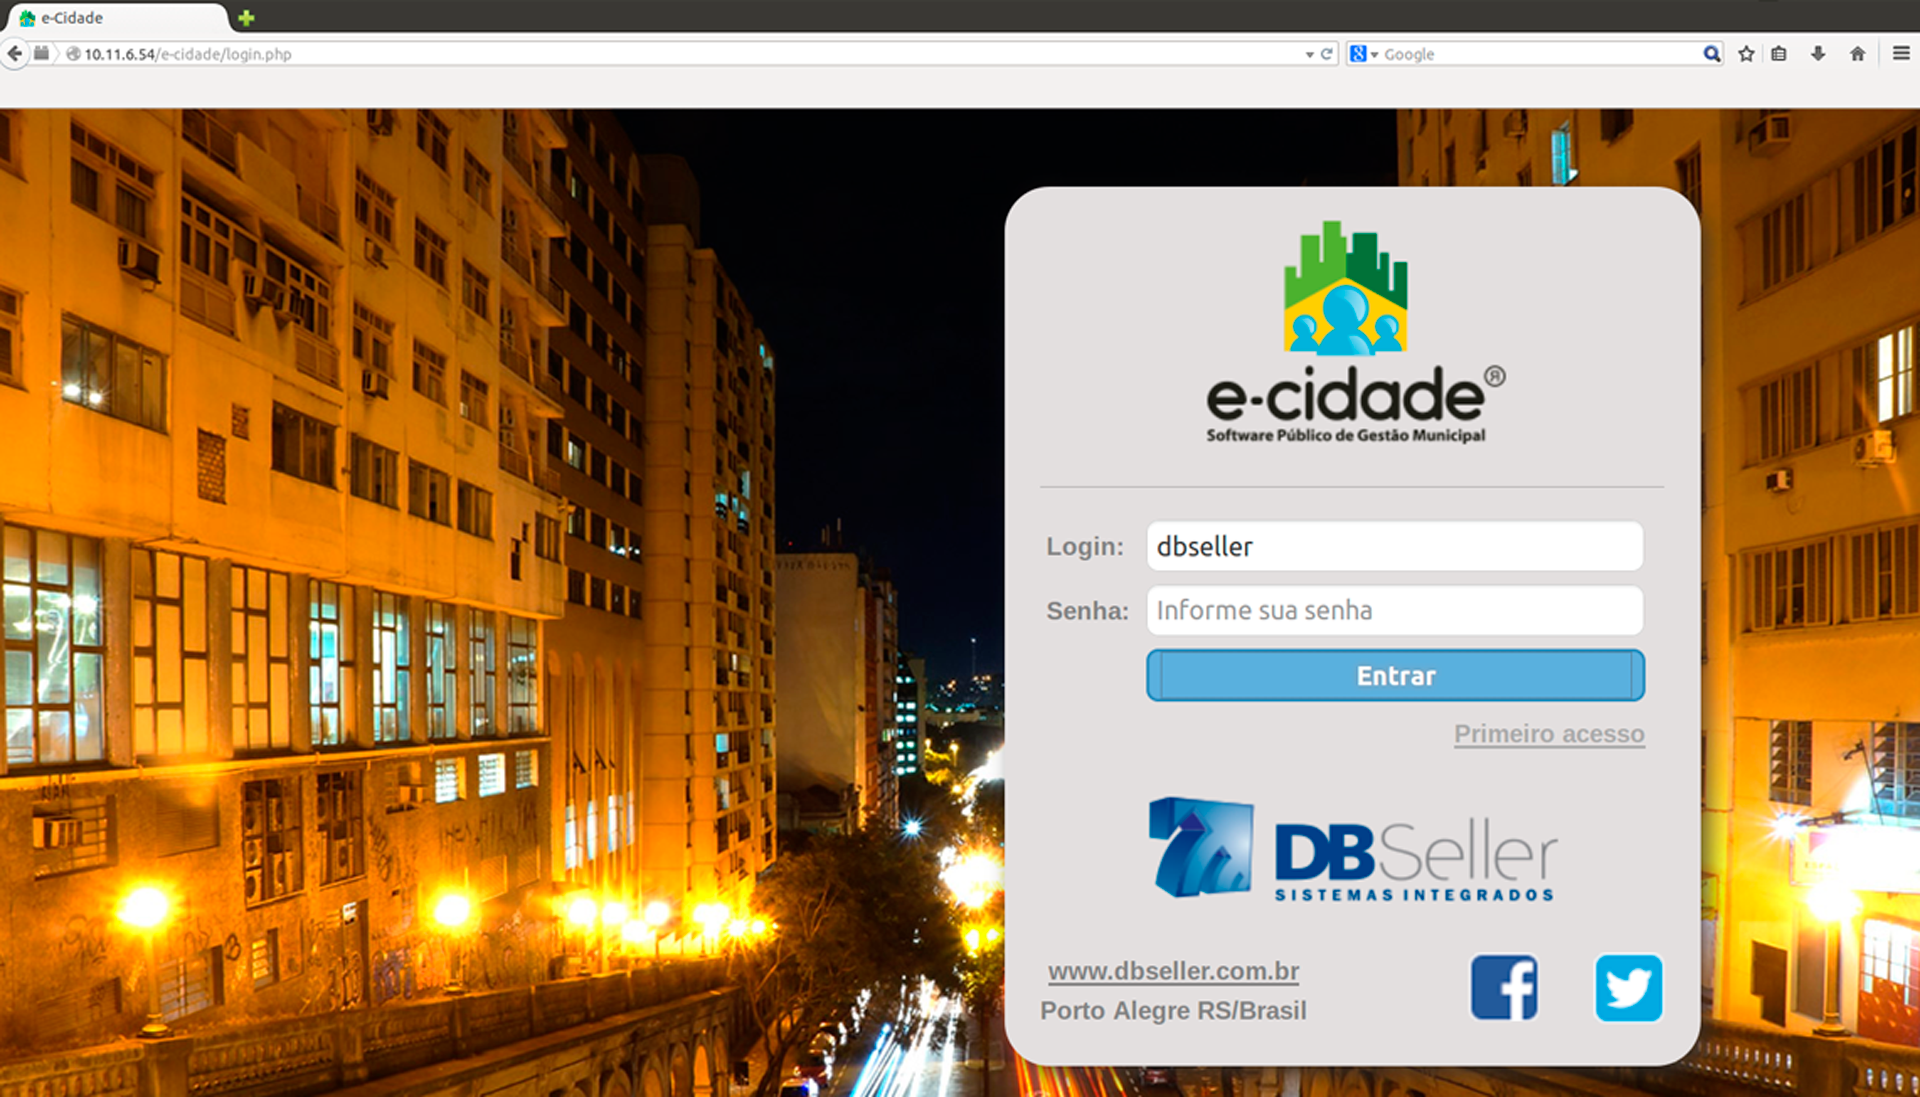 e-Cidade
10.11.6.54/e-cidade/login.php
Google
e-cidade®
Software Público de Gestão Municipal
Login: dbseller
Senha: Informe sua senha
Entrar
Primeiro acesso
DBSeller
SISTEMAS INTEGRADOS
www.dbseller.com.br
Porto Alegre RS/Brasil